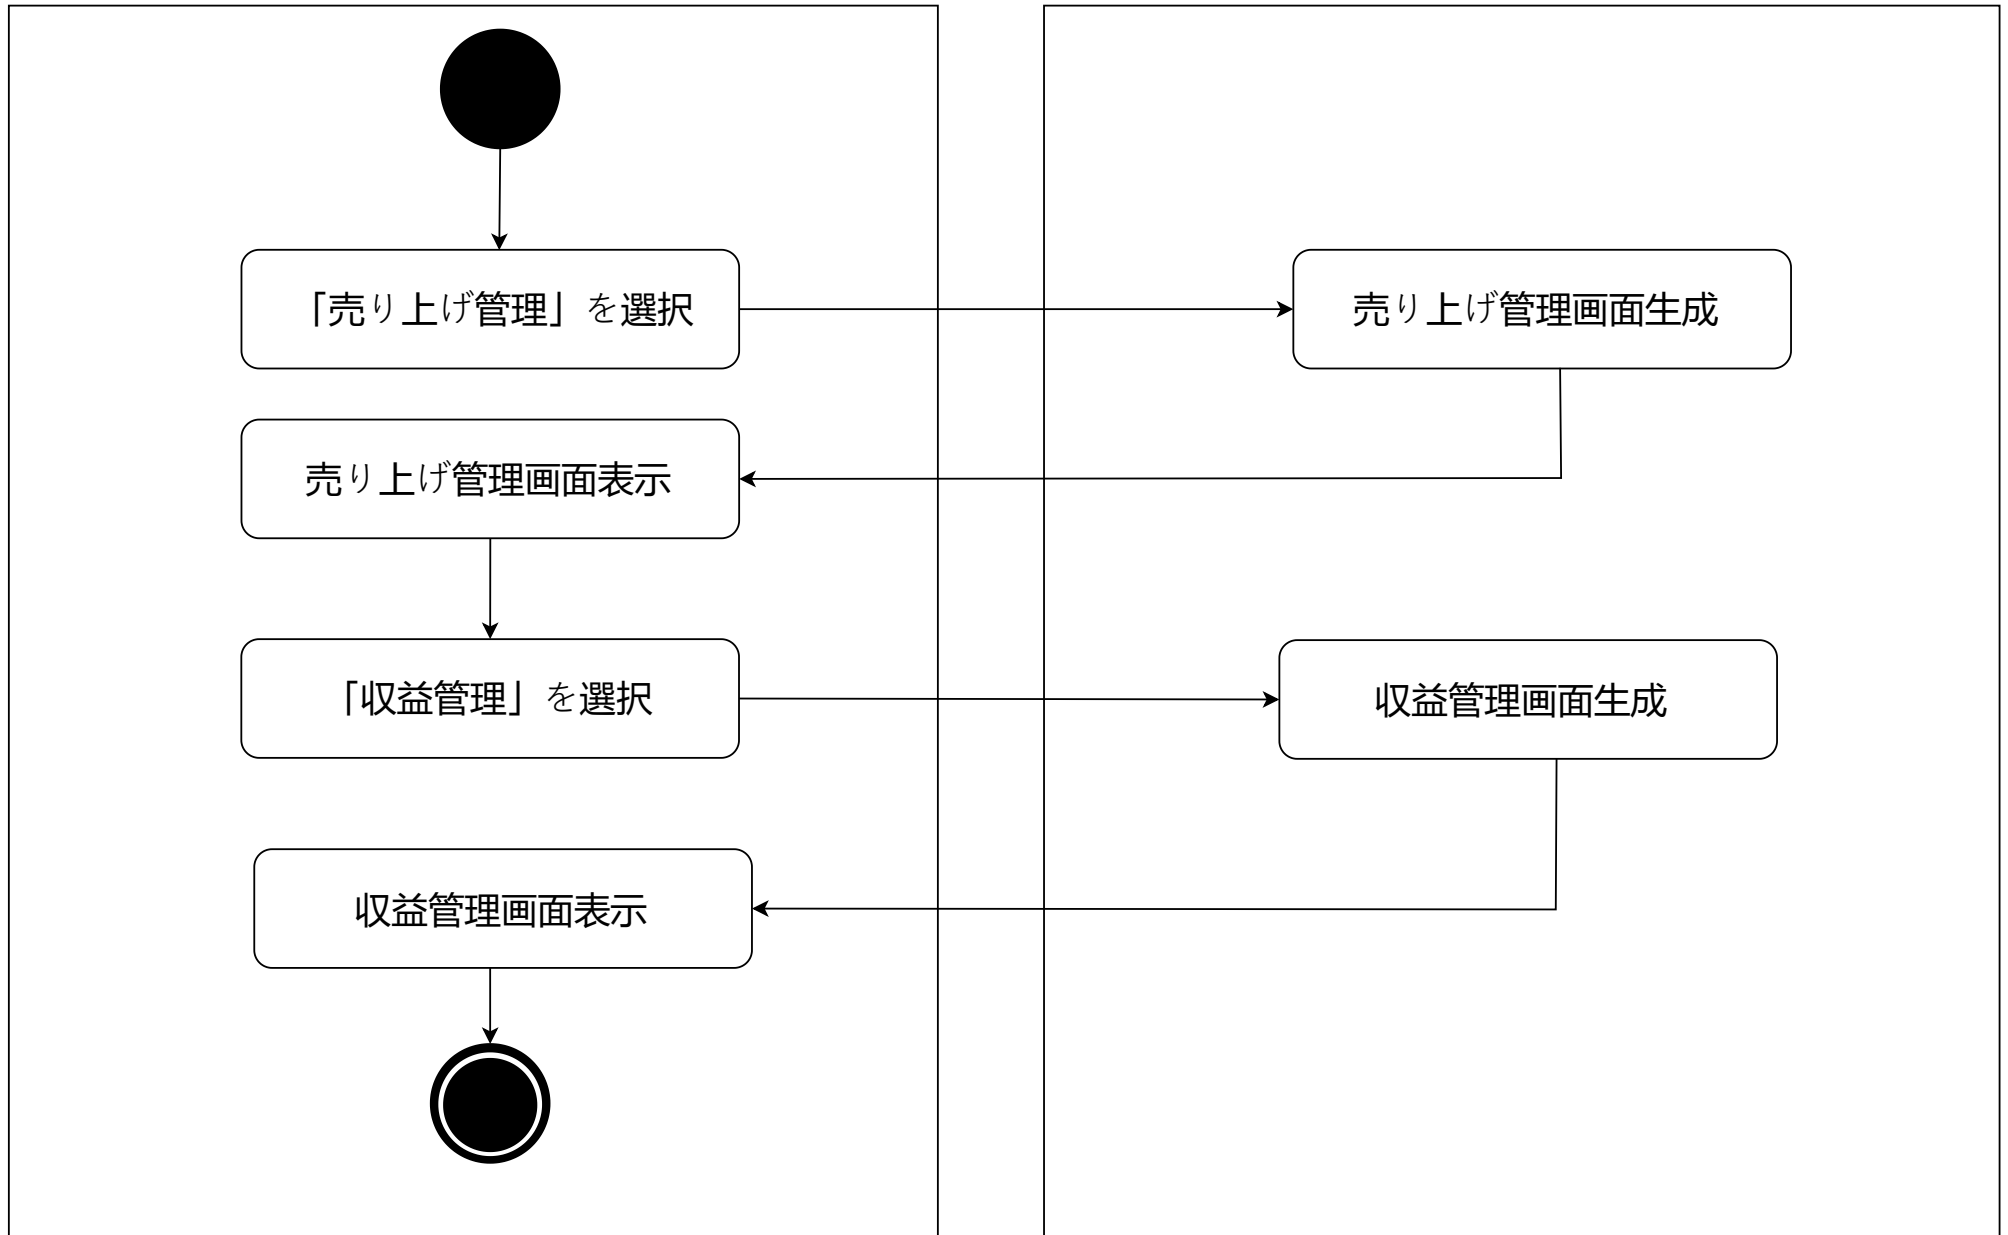 「売り上げ管理」を選択
売り上げ管理画面生成
売り上げ管理画面表示
「収益管理」を選択
収益管理画面生成
収益管理画面表示